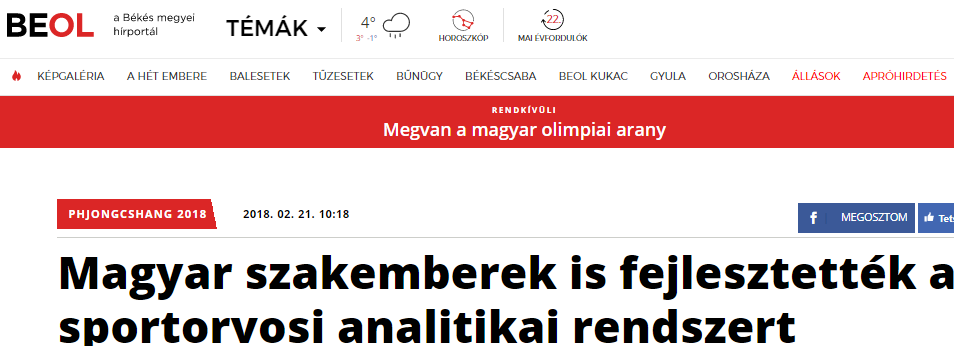 BEOL
a Békés megyei
hírportál
TÉMÁK
4°
3° -1°
HOROSZKÓP
22.
MAI ÉVFORDULÓK
KÉPGALÉRIA A HÉT EMBERE BALESETEK TŰZESETEK BŰNÜGY BÉKÉSCSABA BEOL KUKAC GYULA OROSHÁZA ÁLLÁSOK APRÓHIRDETÉS
RENDKÍVÜLI
Megvan a magyar olimpiai arany
PHJONGCSHANG 2018 2018. 02. 21. 10:18
f MEGOSZTOM Tets
Magyar szakemberek is fejlesztették a
sportorvosi analitikai rendszert